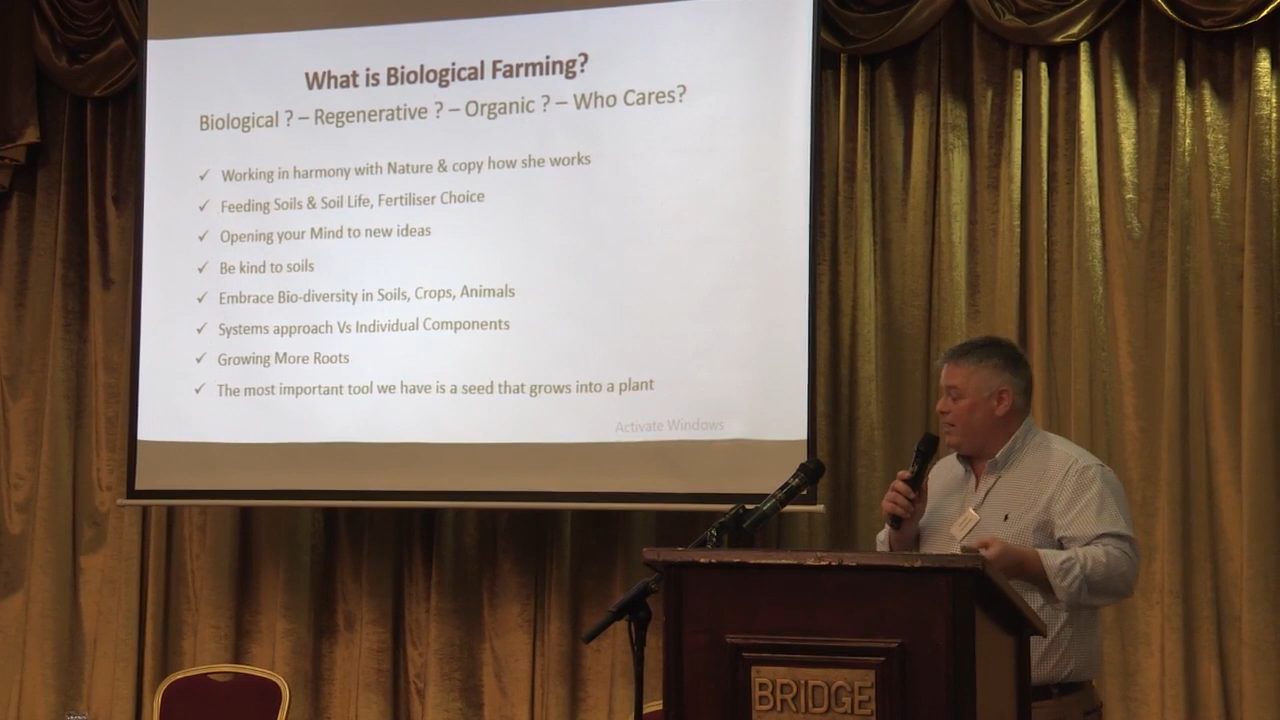 What is Biological Farming?
Biological ? – Regenerative ? – Organic ? – Who Cares?
✓ Working in harmony with Nature & copy how she works
✓ Feeding Soils & Soil Life, Fertiliser Choice
✓ Opening your Mind to new ideas
✓ Be kind to soils
✓ Embrace Bio-diversity in Soils, Crops, Animals
✓ Systems approach Vs Individual Components
✓ Growing More Roots
✓ The most important tool we have is a seed that grows into a plant
Activate Windows
BRIDGE